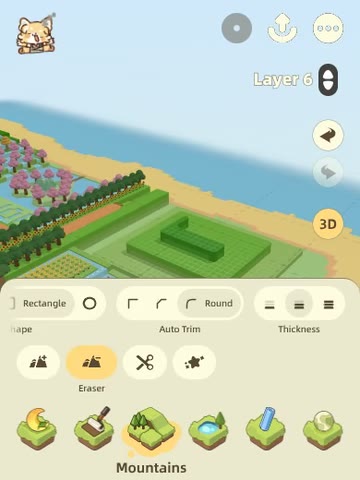 Layer 6
3D
Rectangle
Round
hape
Auto Trim
Thickness
Eraser
Mountains